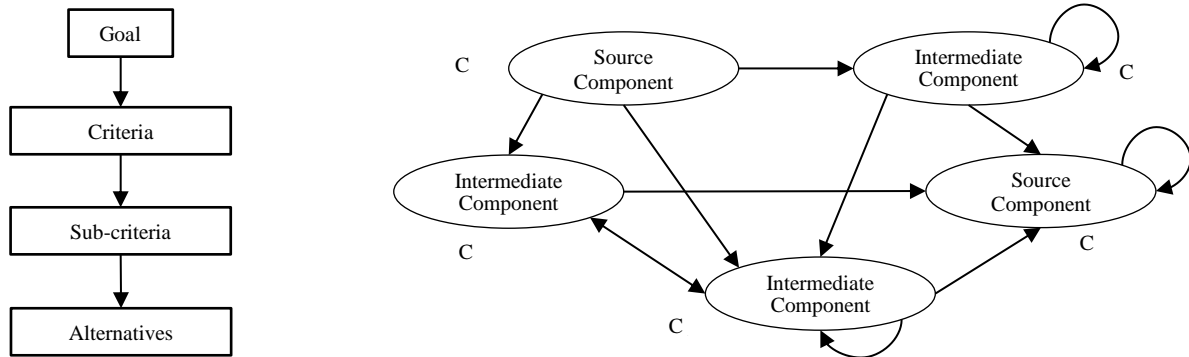 Goal
Criteria
Sub-criteria
Alternatives
C
Source
Component
Intermediate
Component
C
Intermediate
Component
C
Source
Component
C
Intermediate
Component
C